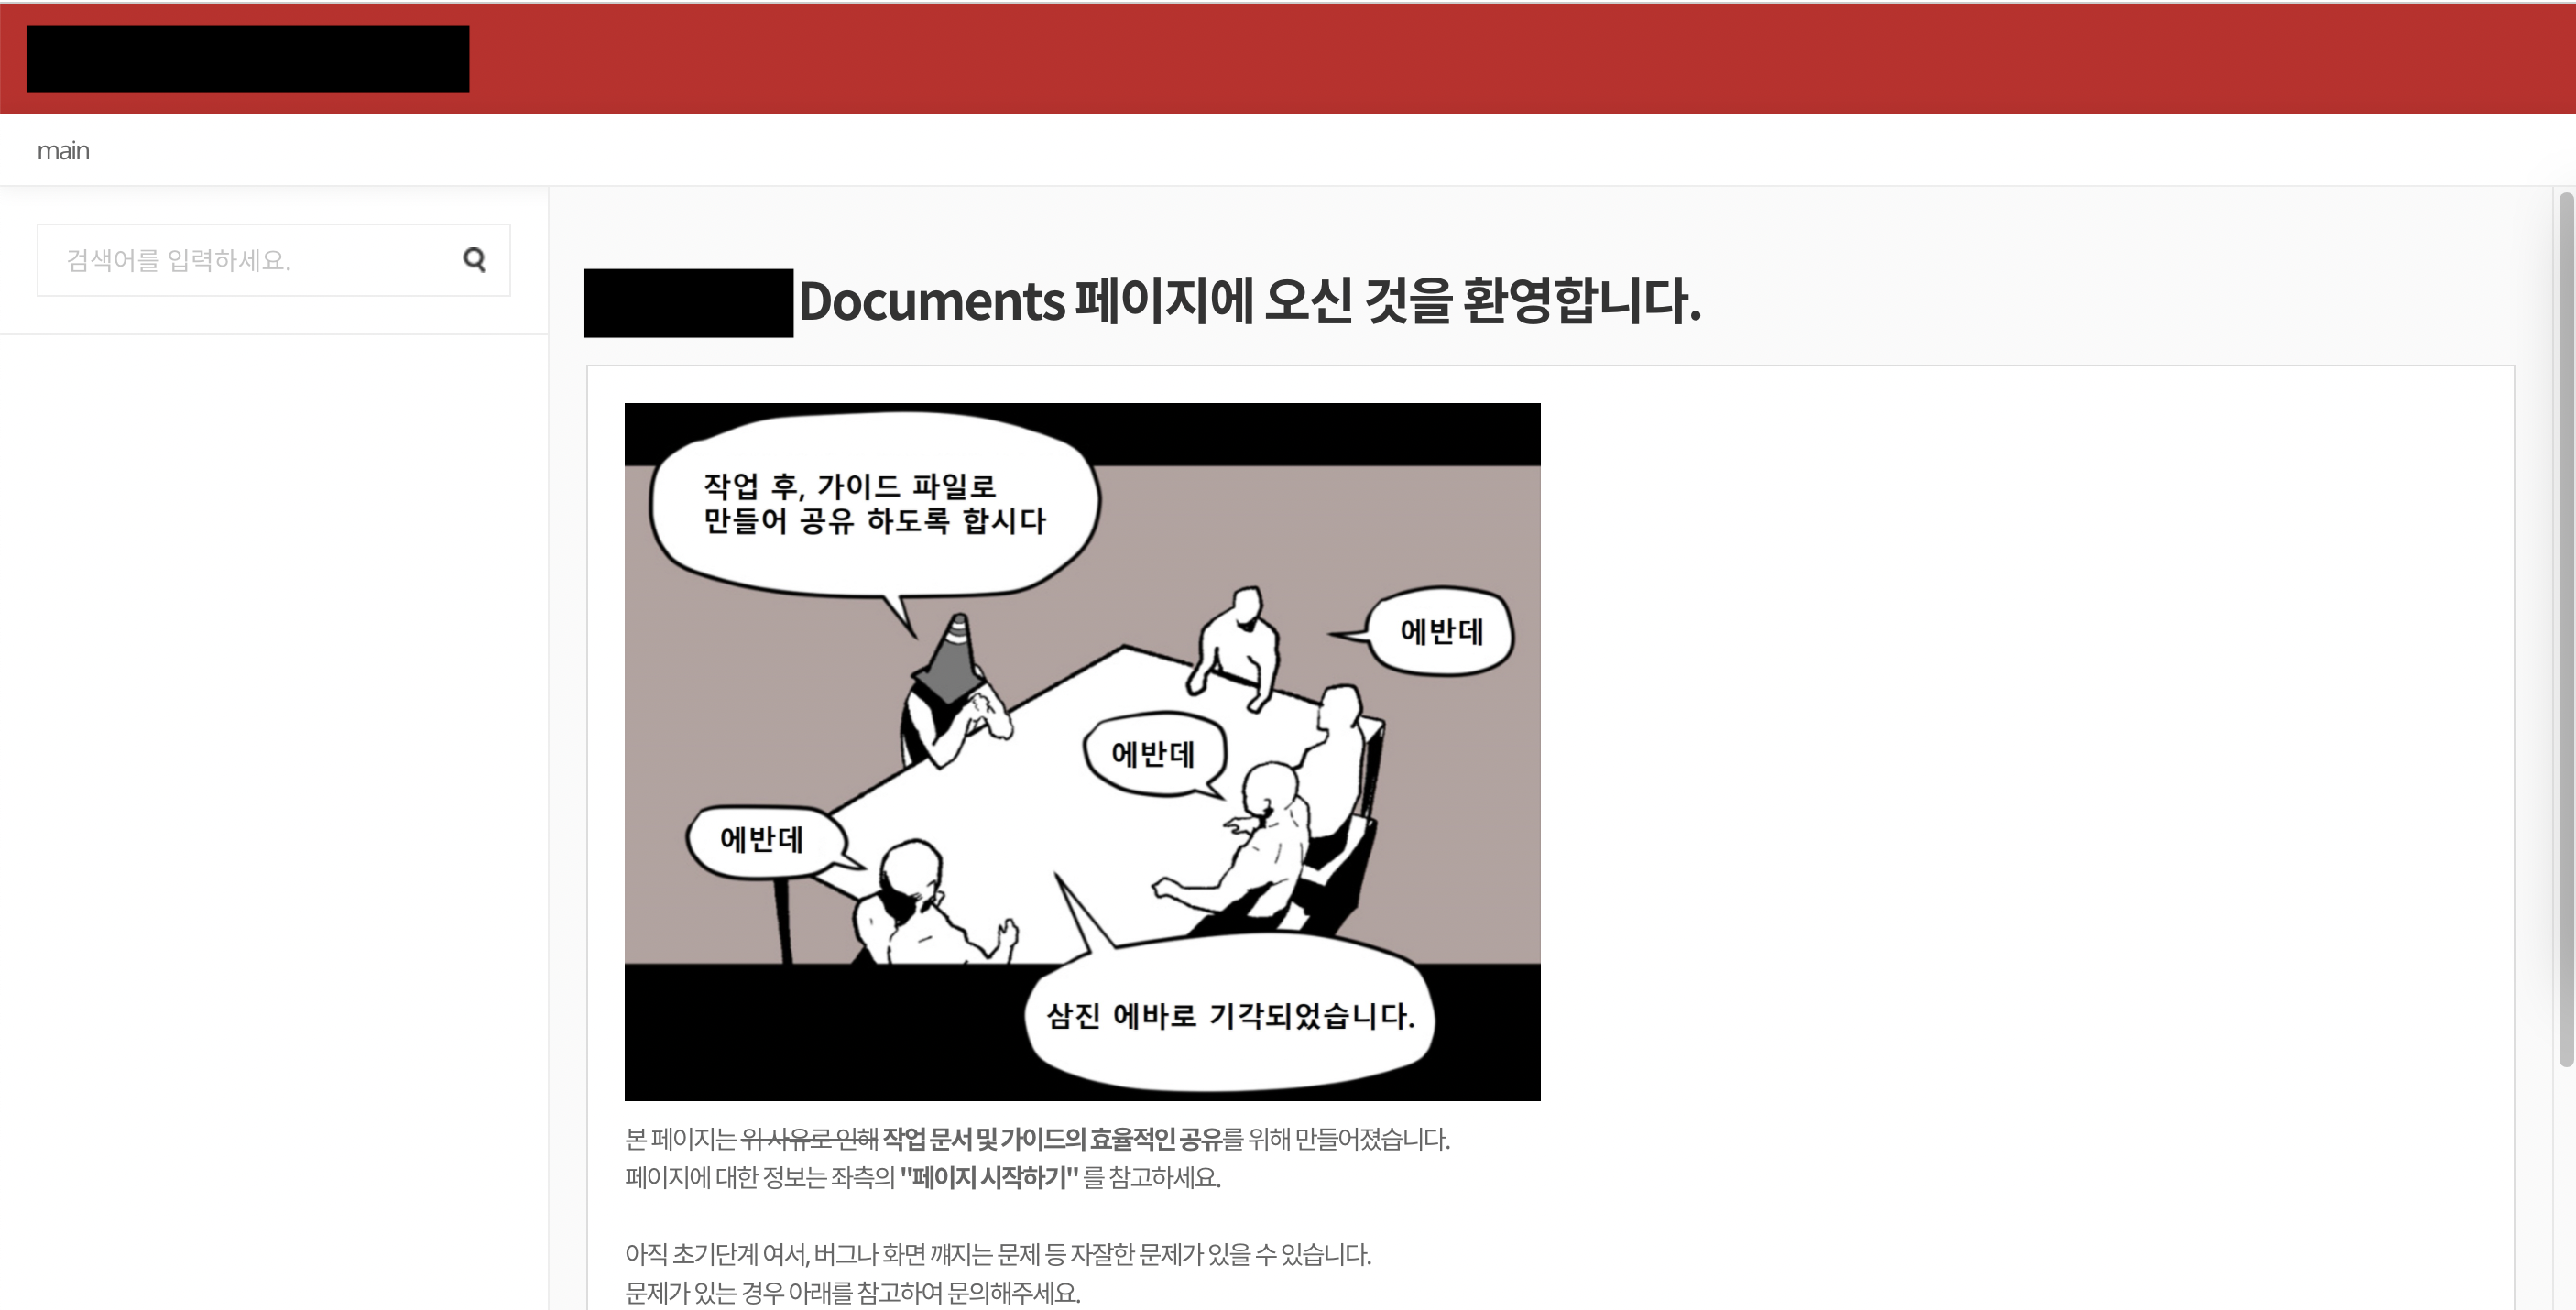 main
검색어를 입력하세요.
Documents 페이지에 오신 것을 환영합니다.
작업 후, 가이드 파일로
만들어 공유 하도록 합시다
에반데
에반데
에반데
삼진 에바로 기각되었습니다.
본 페이지는 위 사유로 인해 작업 문서 및 가이드의 효율적인 공유를 위해 만들어졌습니다.
페이지에 대한 정보는 좌측의 "페이지 시작하기" 를 참고하세요.
아직 초기단계 여서, 버그나 화면 깨지는 문제 등 자잘한 문제가 있을 수 있습니다.
문제가 있는 경우 아래를 참고하여 문의해주세요.